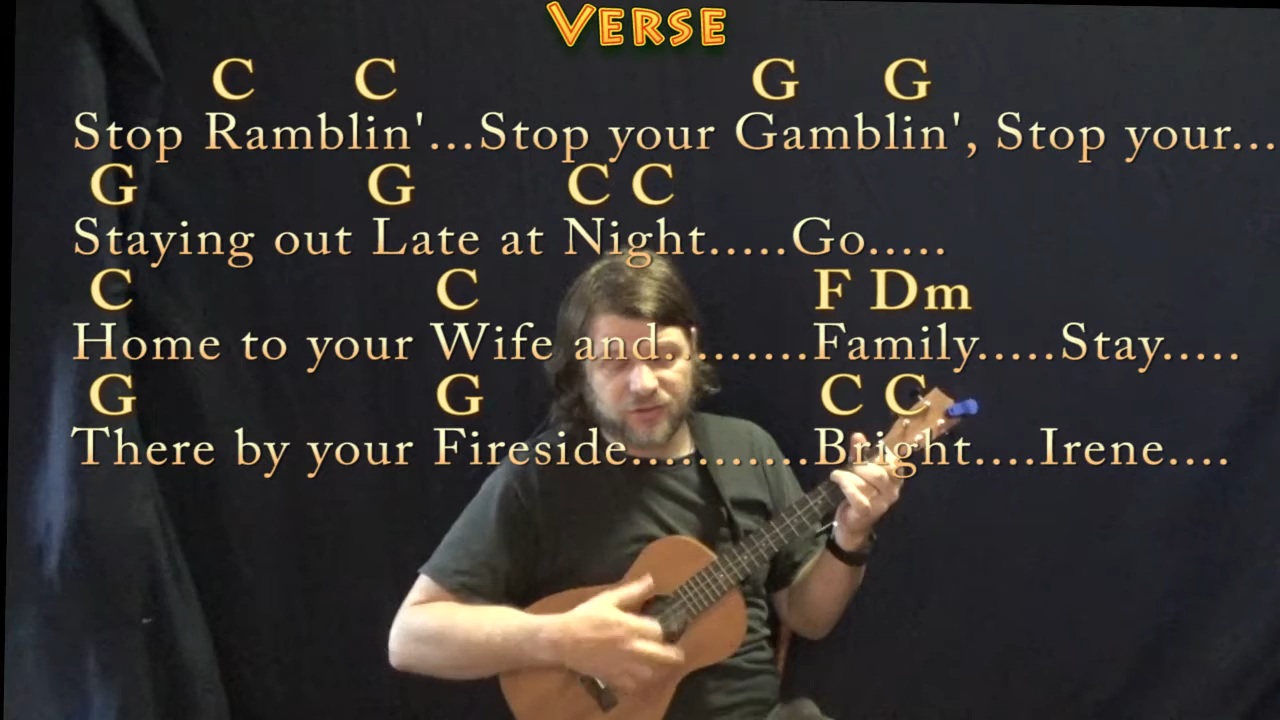 VERSE
C C G G
Stop Ramblin'...Stop your Gamblin', Stop your...
G G C C
Staying out Late at Night.....Go.....
C C F Dm
Home to your Wife and.........Family.....Stay.....
G G C C
There by your Fireside...........Bright....Irene....